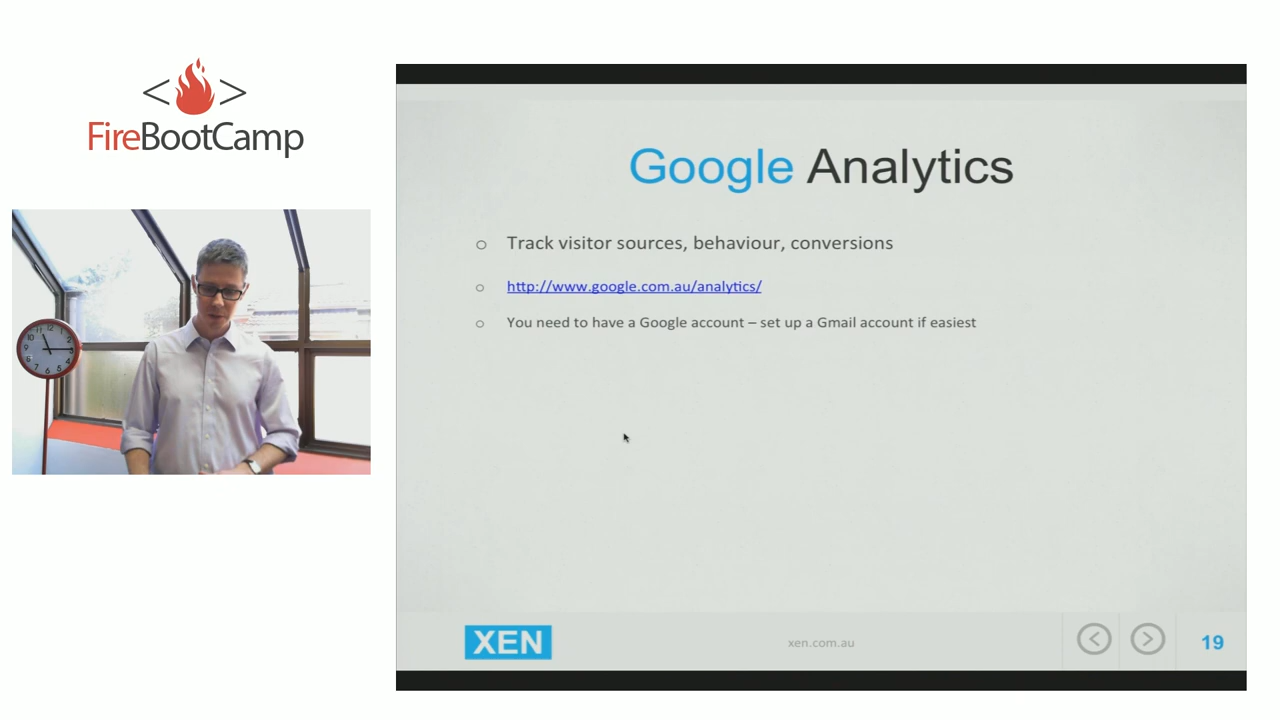 FireBootCamp
Google Analytics
Track visitor sources, behaviour, conversions
http://www.google.com.au/analytics/
You need to have a Google account – set up a Gmail account if easiest
XEN
xen.com.au
19